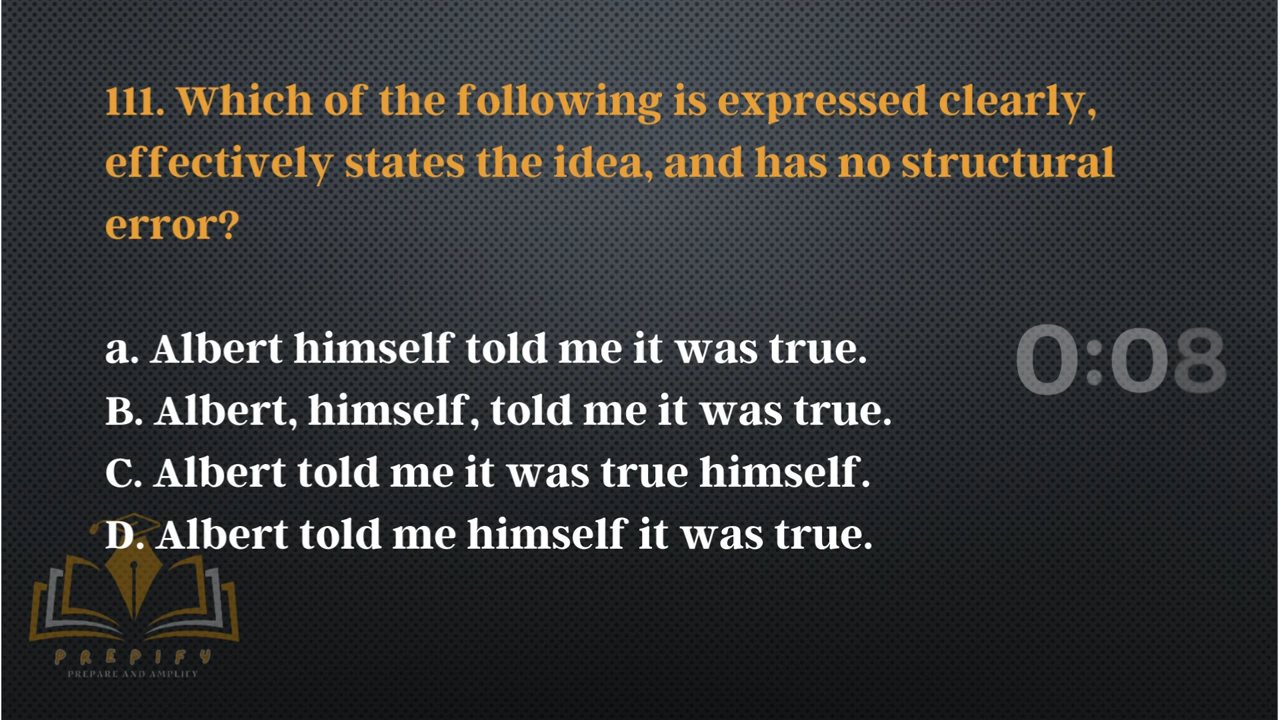 111. Which of the following is expressed clearly,
effectively states the idea, and has no structural
error?
a. Albert himself told me it was true.
0:08
B. Albert, himself, told me it was true.
C. Albert told me it was true himself.
D. Albert told me himself it was true.
PREPIFY
PREPARE AND AMPLIFY